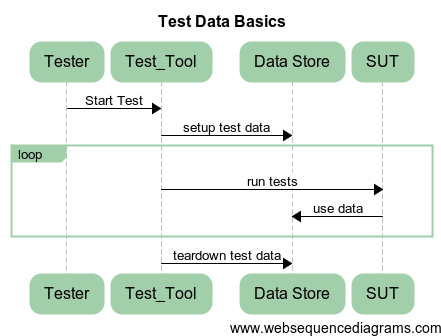 Test Data Basics
Tester Test_Tool Data Store SUT
Start Test
setup test data
loop
run tests
use data
teardown test data
Tester Test_Tool Data Store SUT
www.websequencediagrams.com